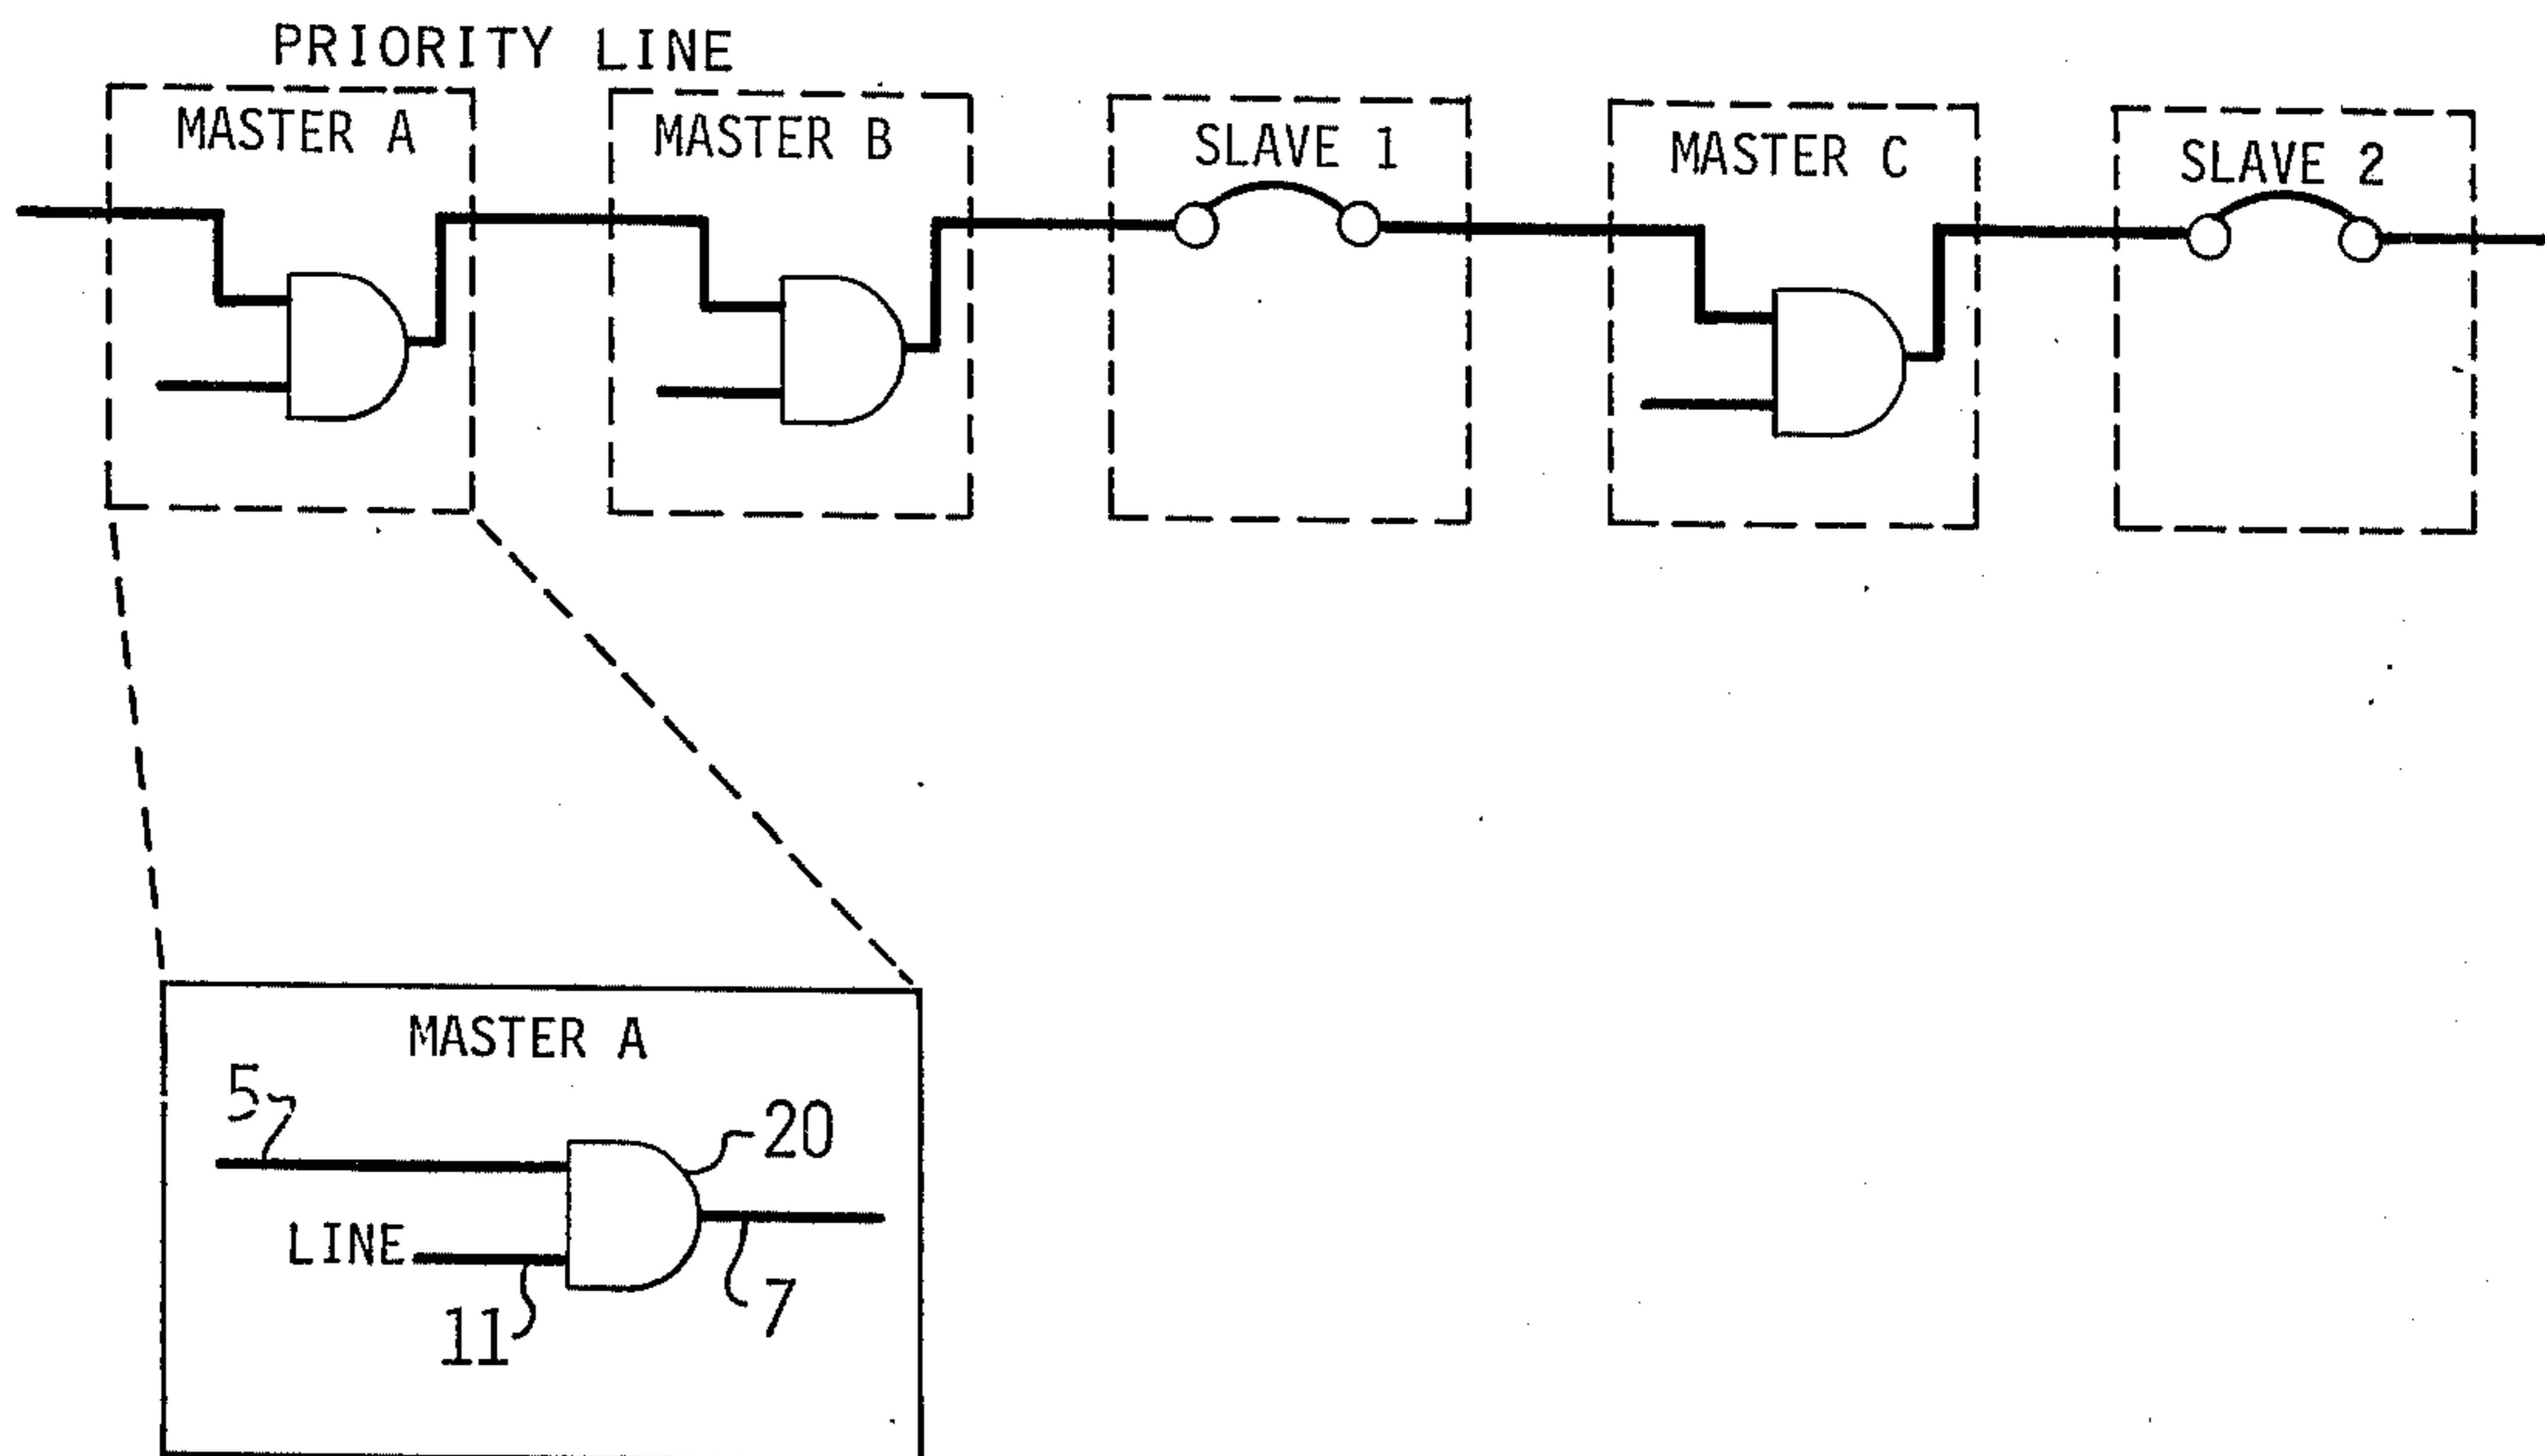 PRIORITY LINE
MASTER A
MASTER B
SLAVE 1
MASTER C
SLAVE 2
MASTER A
5
20
LINE
11
7